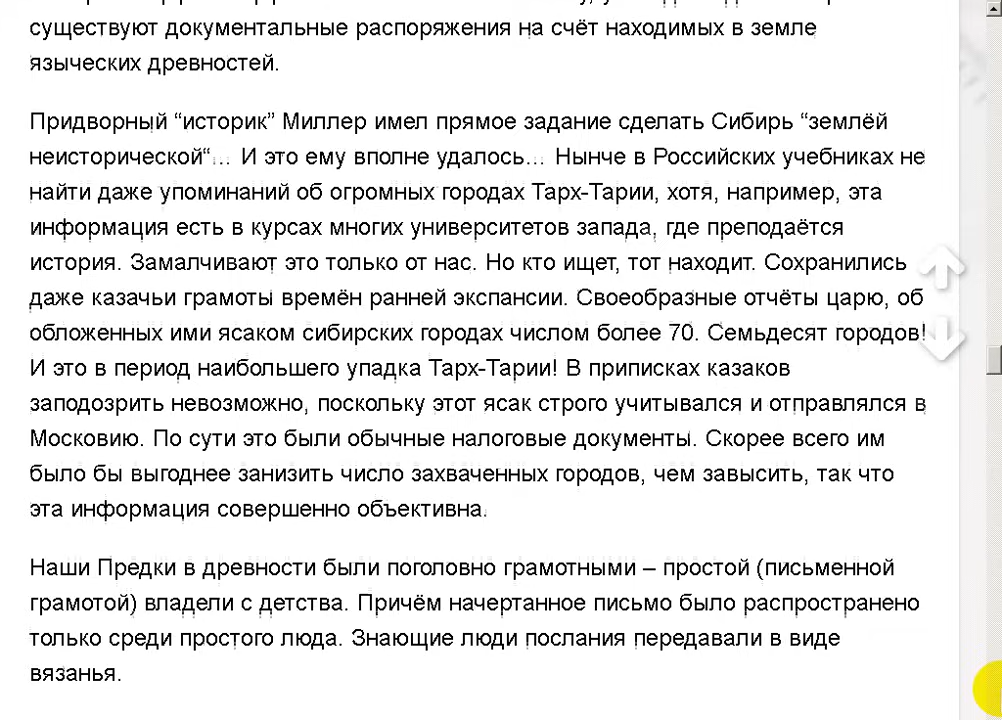 существуют документальные распоряжения на счёт находимых в земле
языческих древностей.
Придворный “историк” Миллер имел прямое задание сделать Сибирь “землёй
неисторической“… И это ему вполне удалось… Нынче в Российских учебниках не
найти даже упоминаний об огромных городах Тарх-Тарии, хотя, например, эта
информация есть в курсах многих университетов запада, где преподаётся
история. Замалчивают это только от нас. Но кто ищет, тот находит. Сохранились
даже казачьи грамоты времён ранней экспансии. Своеобразные отчёты царю, об
обложенных ими ясаком сибирских городах числом более 70. Семьдесят городов!
И это в период наибольшего упадка Тарх-Тарии! В приписках казаков
заподозрить невозможно, поскольку этот ясак строго учитывался и отправлялся в
Московию. По сути это были обычные налоговые документы. Скорее всего им
было бы выгоднее занизить число захваченных городов, чем завысить, так что
эта информация совершенно объективна.
Наши Предки в древности были поголовно грамотными – простой (письменной
грамотой) владели с детства. Причём начертанное письмо было распространено
только среди простого люда. Знающие люди послания передавали в виде
вязанья.